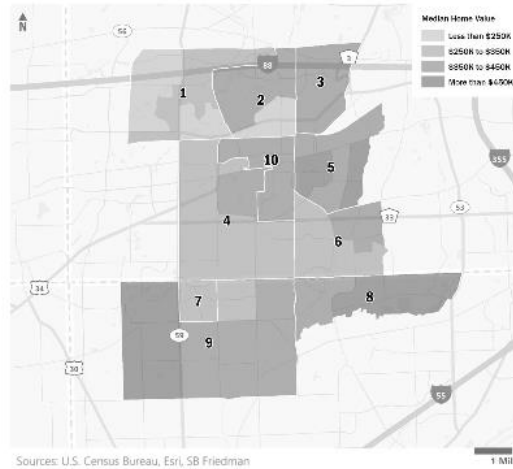 N
56
Median Home Value
Less than $250K
$250K to $350K
$350K to $450K
More than $450K
88
3
1
2
3
10
5
355
53
4
6
34
7
8
59
9
30
55
Sources: U.S. Census Bureau, Esri, SB Friedman
1 Mil